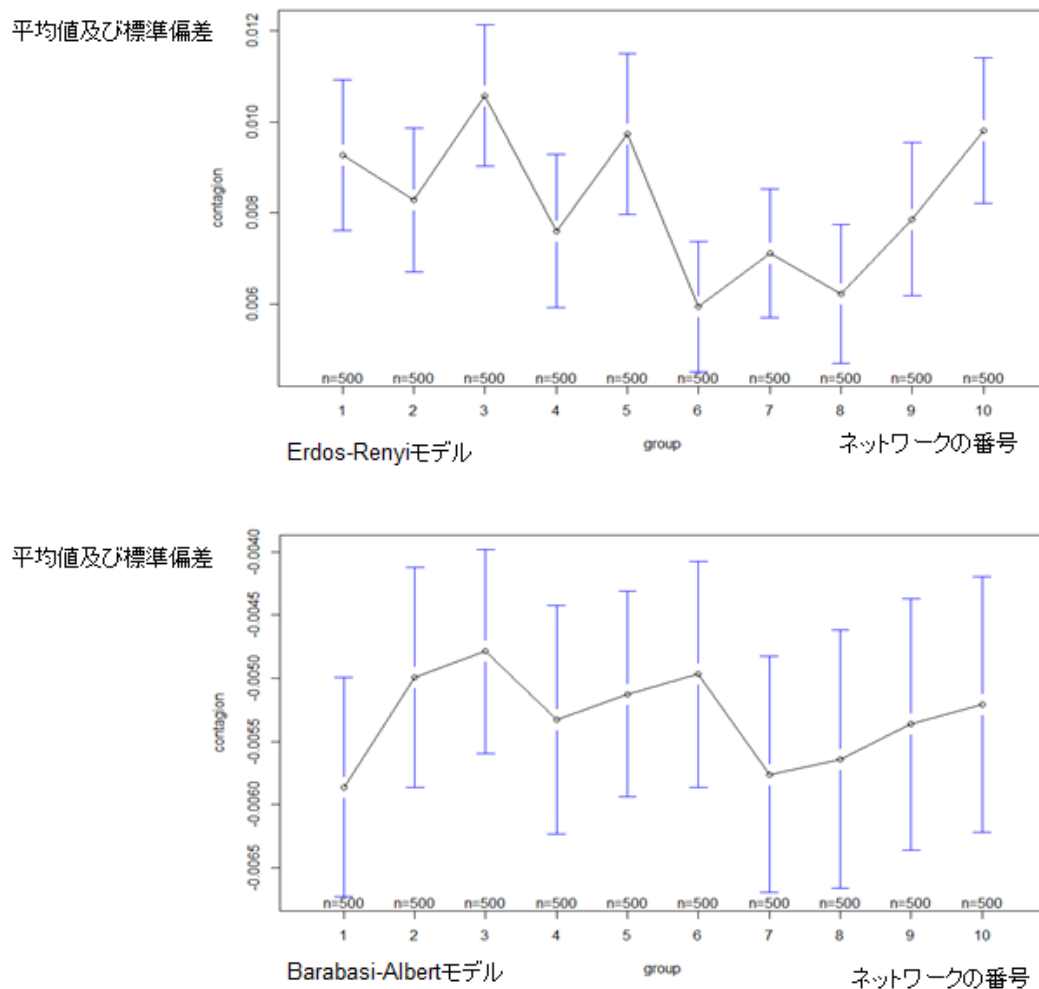 平均値及び標準偏差
contagion
0.012
0.010
0.008
0.006
n=500 n=500 n=500 n=500 n=500 n=500 n=500 n=500 n=500 n=500
1 2 3 4 5 6 7 8 9 10
Erdos-Renyiモデル
group
ネットワークの番号
平均値及び標準偏差
contagion
-0.0040
-0.0045
-0.0050
-0.0055
-0.0060
-0.0065
n=500 n=500 n=500 n=500 n=500 n=500 n=500 n=500 n=500 n=500
1 2 3 4 5 6 7 8 9 10
Barabasi-Albertモデル
group
ネットワークの番号